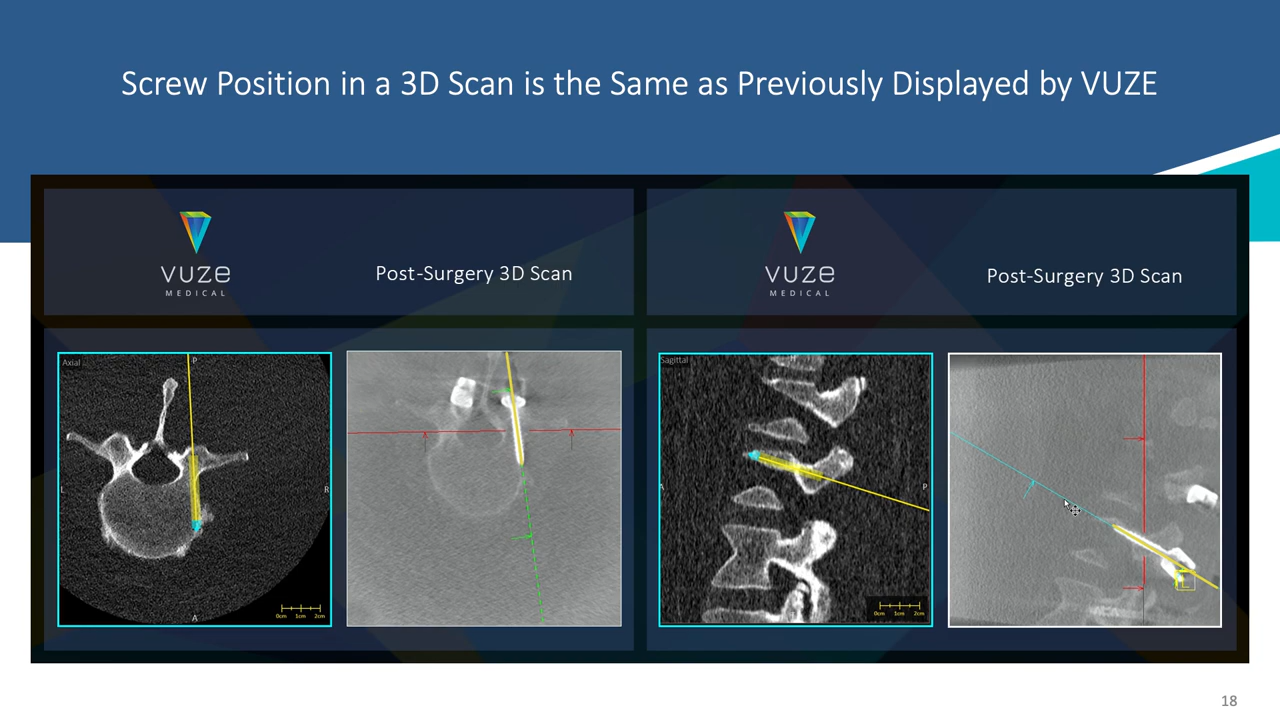 Screw Position in a 3D Scan is the Same as Previously Displayed by VUZE
VUZE
MEDICAL
Post-Surgery 3D Scan
VUZE
MEDICAL
Post-Surgery 3D Scan
Axial
P
L
R
A
0cm 1cm 2cm
Sagittal
A
P
0cm 1cm 2cm
L
18